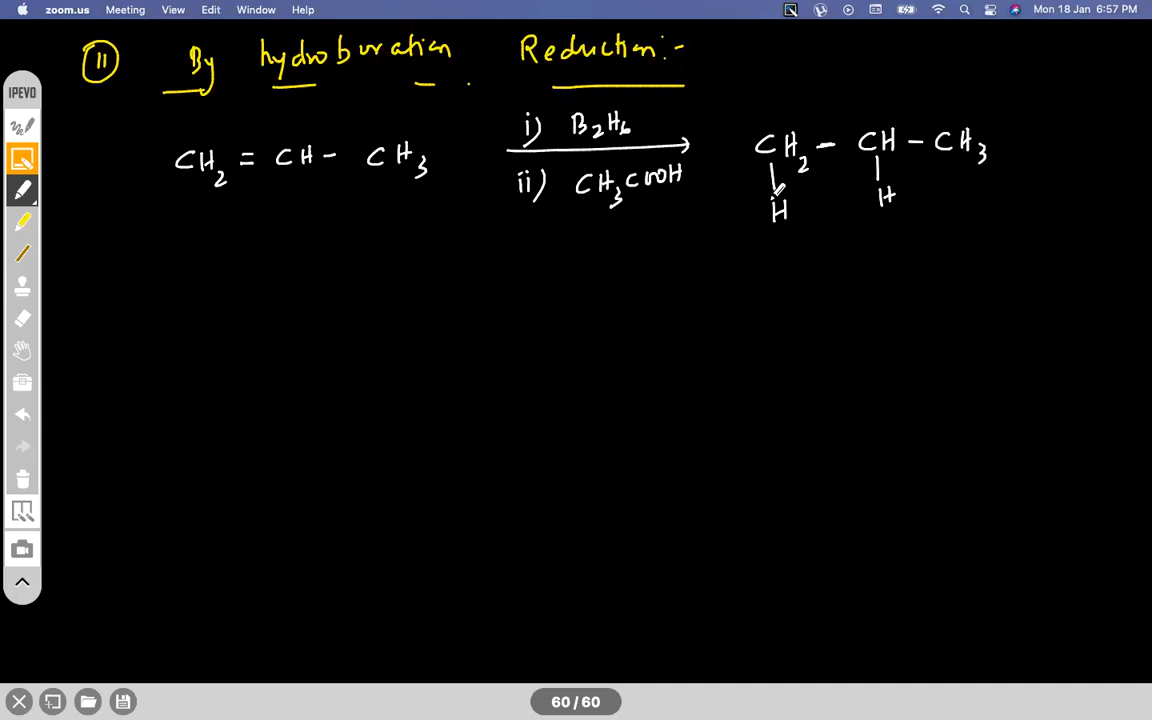 zoom.us Meeting View Edit Window Help Mon 18 Jan 6:57 PM
IPEVO
11 By hydroburation Reduction:-
i) B₂H₆
CH₂ = CH - CH₃ CH₂ - CH - CH₃
ii) CH₃COOH
H H
60/60